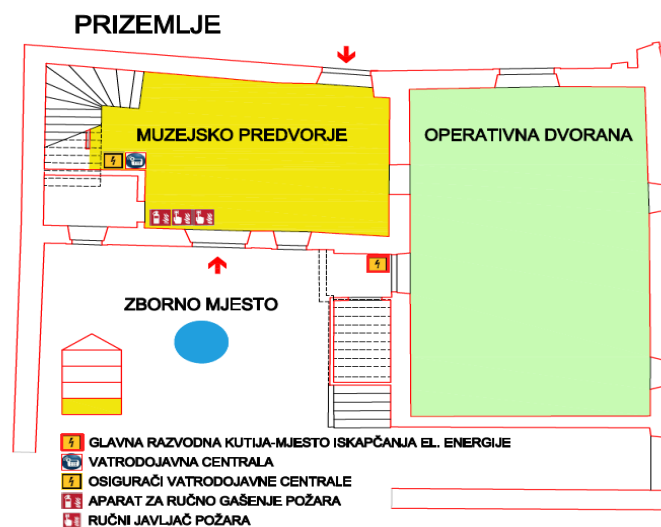 PRIZEMLJE
MUZEJSKO PREDVORJE
OPERATIVNA DVORANA
ZBORNO MJESTO
GLAVNA RAZVODNA KUTIJA-MJESTO ISKAPČANJA EL. ENERGIJE
VATRODOJAVNA CENTRALA
OSIGURAČI VATRODOJAVNE CENTRALE
APARAT ZA RUČNO GAŠENJE POŽARA
RUČNI JAVLJAČ POŽARA